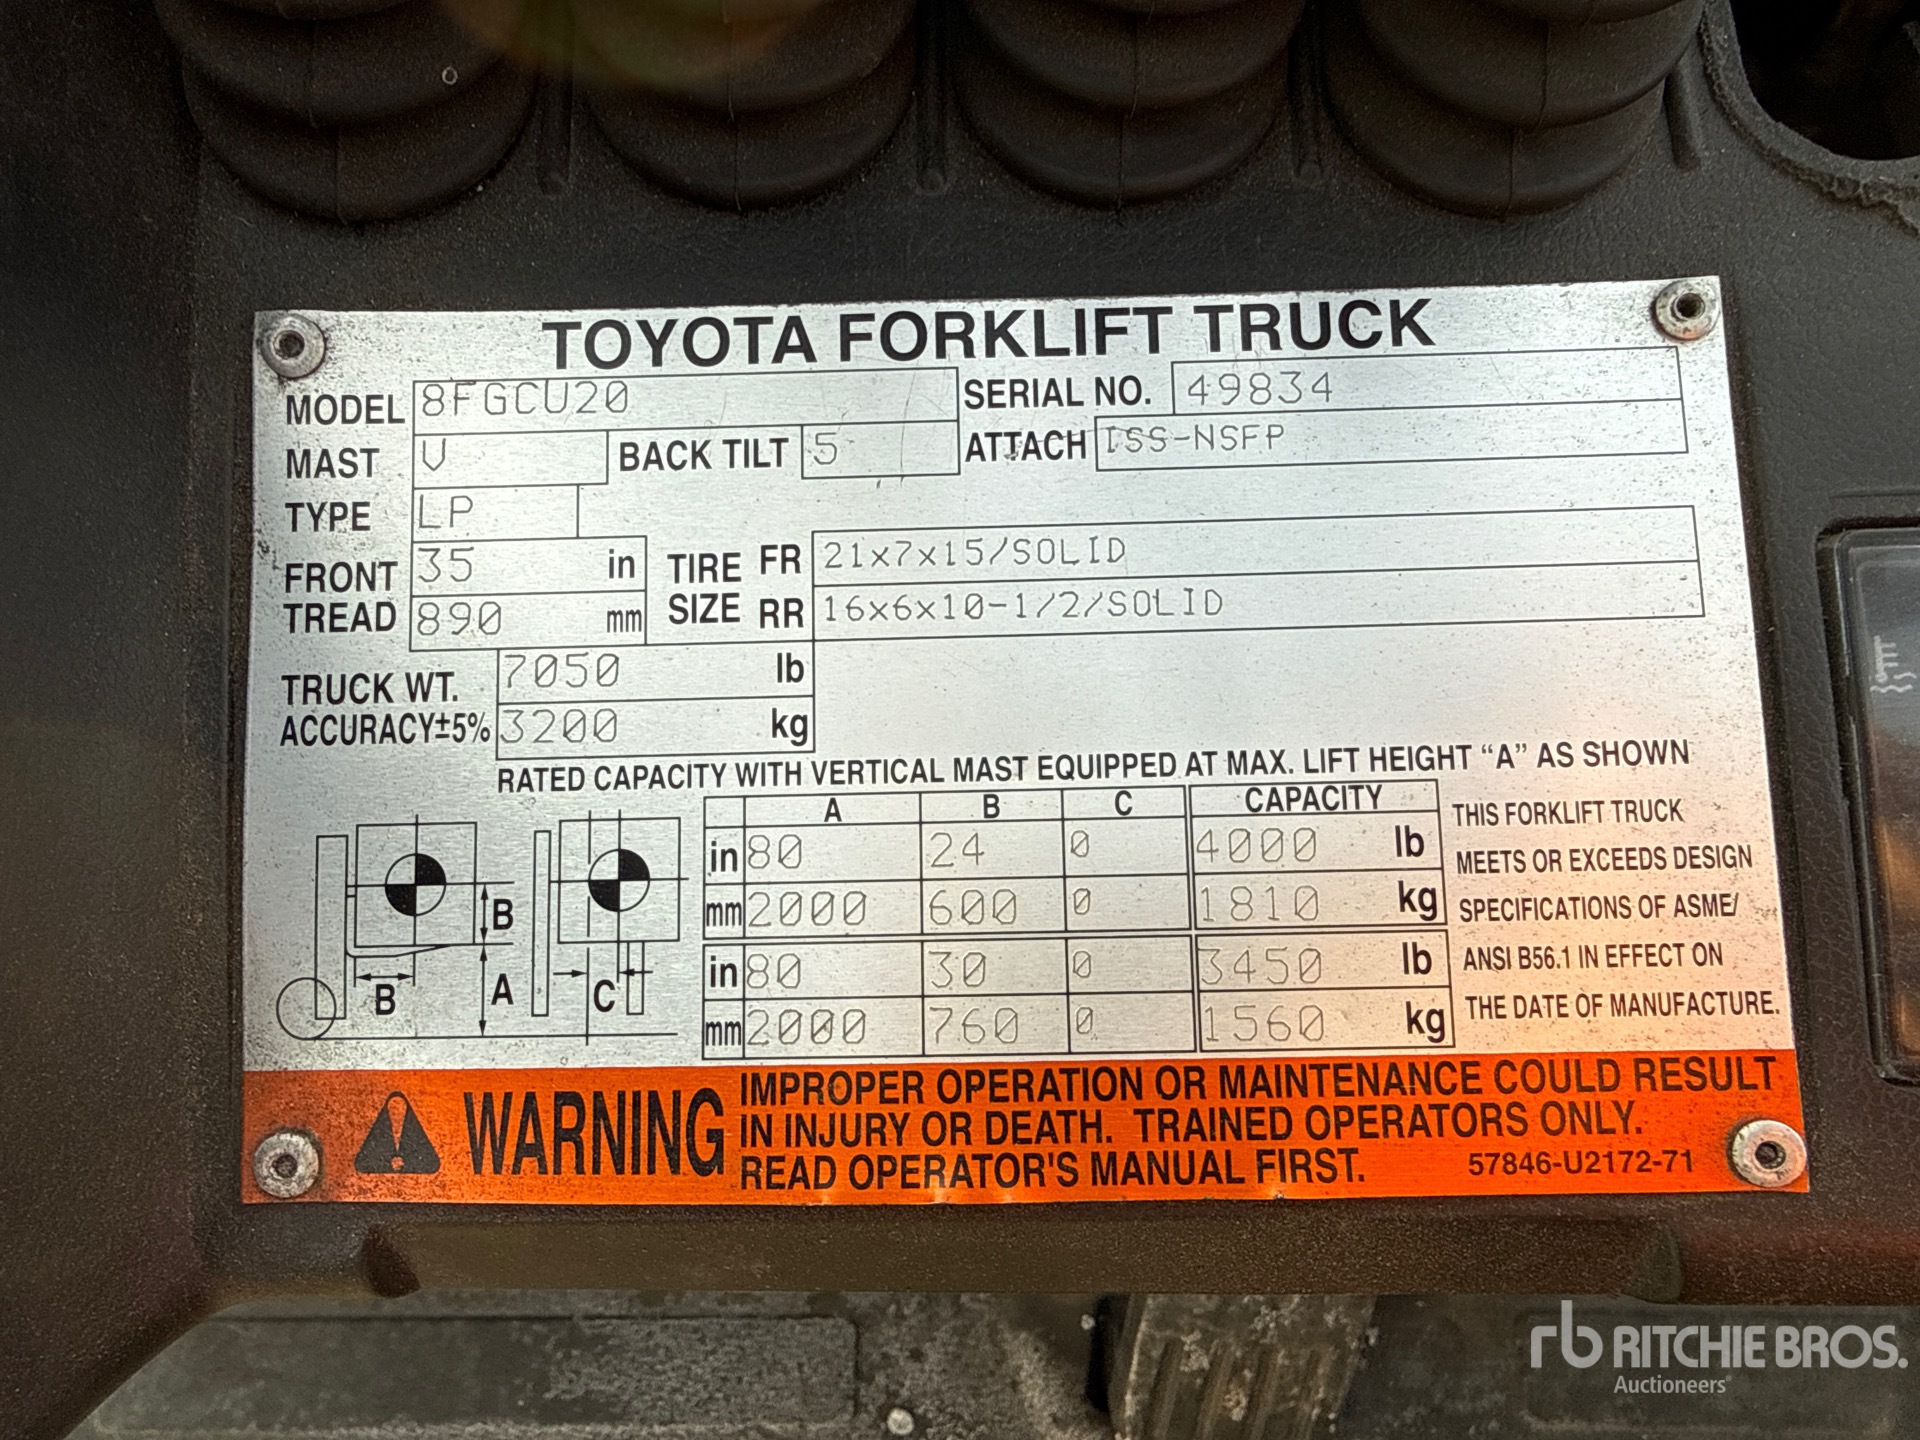 TOYOTA FORKLIFT TRUCK
MODEL 8FGCU20 SERIAL NO. 49834
MAST V BACK TILT 5 ATTACH ISS-NSFP
TYPE LP
FRONT TREAD 35 in TIRE SIZE FR 21x7x15/SOLID
890 mm RR 16x6x10-1/2/SOLID
TRUCK WT. 7050 lb
ACCURACY±5% 3200 kg
RATED CAPACITY WITH VERTICAL MAST EQUIPPED AT MAX. LIFT HEIGHT "A" AS SHOWN
A B C CAPACITY
in 80 24 0 4000 lb
mm 2000 600 0 1810 kg
in 80 30 0 3450 lb
mm 2000 760 0 1560 kg
B
B
A
C
THIS FORKLIFT TRUCK
MEETS OR EXCEEDS DESIGN
SPECIFICATIONS OF ASME/
ANSI B56.1 IN EFFECT ON
THE DATE OF MANUFACTURE.
WARNING
IMPROPER OPERATION OR MAINTENANCE COULD RESULT
IN INJURY OR DEATH. TRAINED OPERATORS ONLY.
READ OPERATOR'S MANUAL FIRST. 57846-U2172-71
rb RITCHIE BROS.
Auctioneers